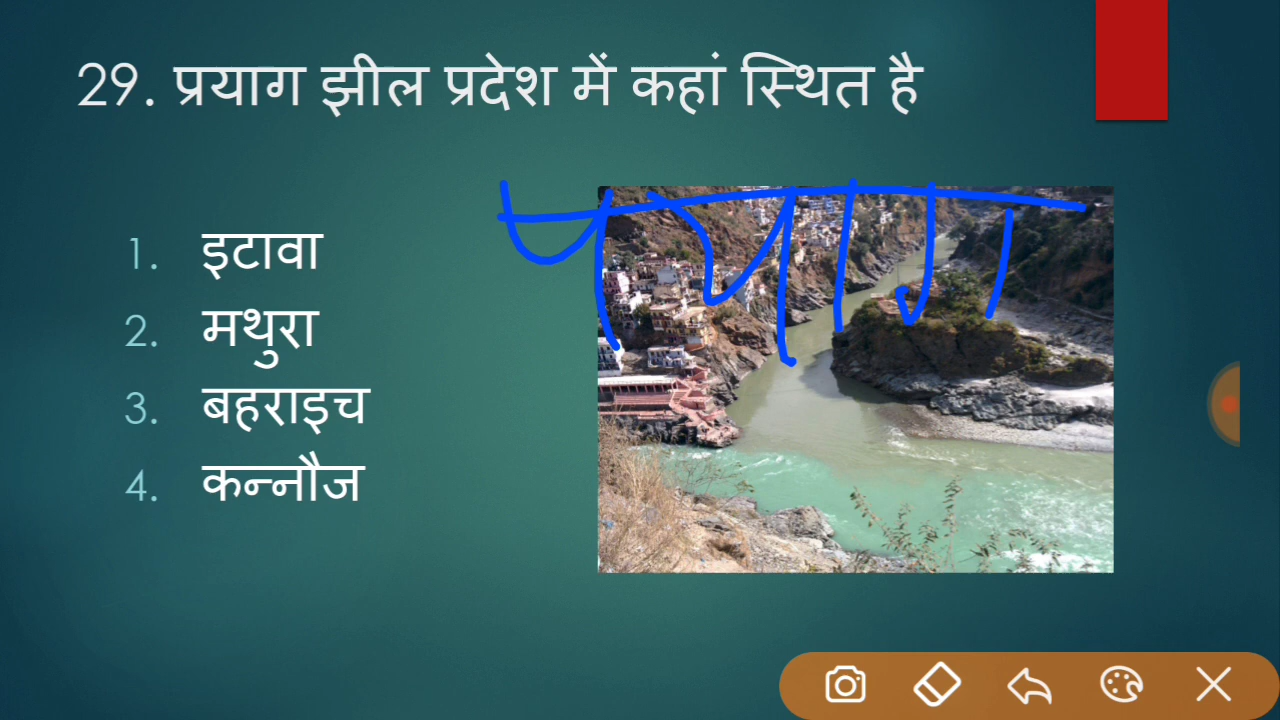 29. प्रयाग झील प्रदेश में कहां स्थित है
1. इटावा
2. मथुरा
3. बहराइच
4. कन्नौज